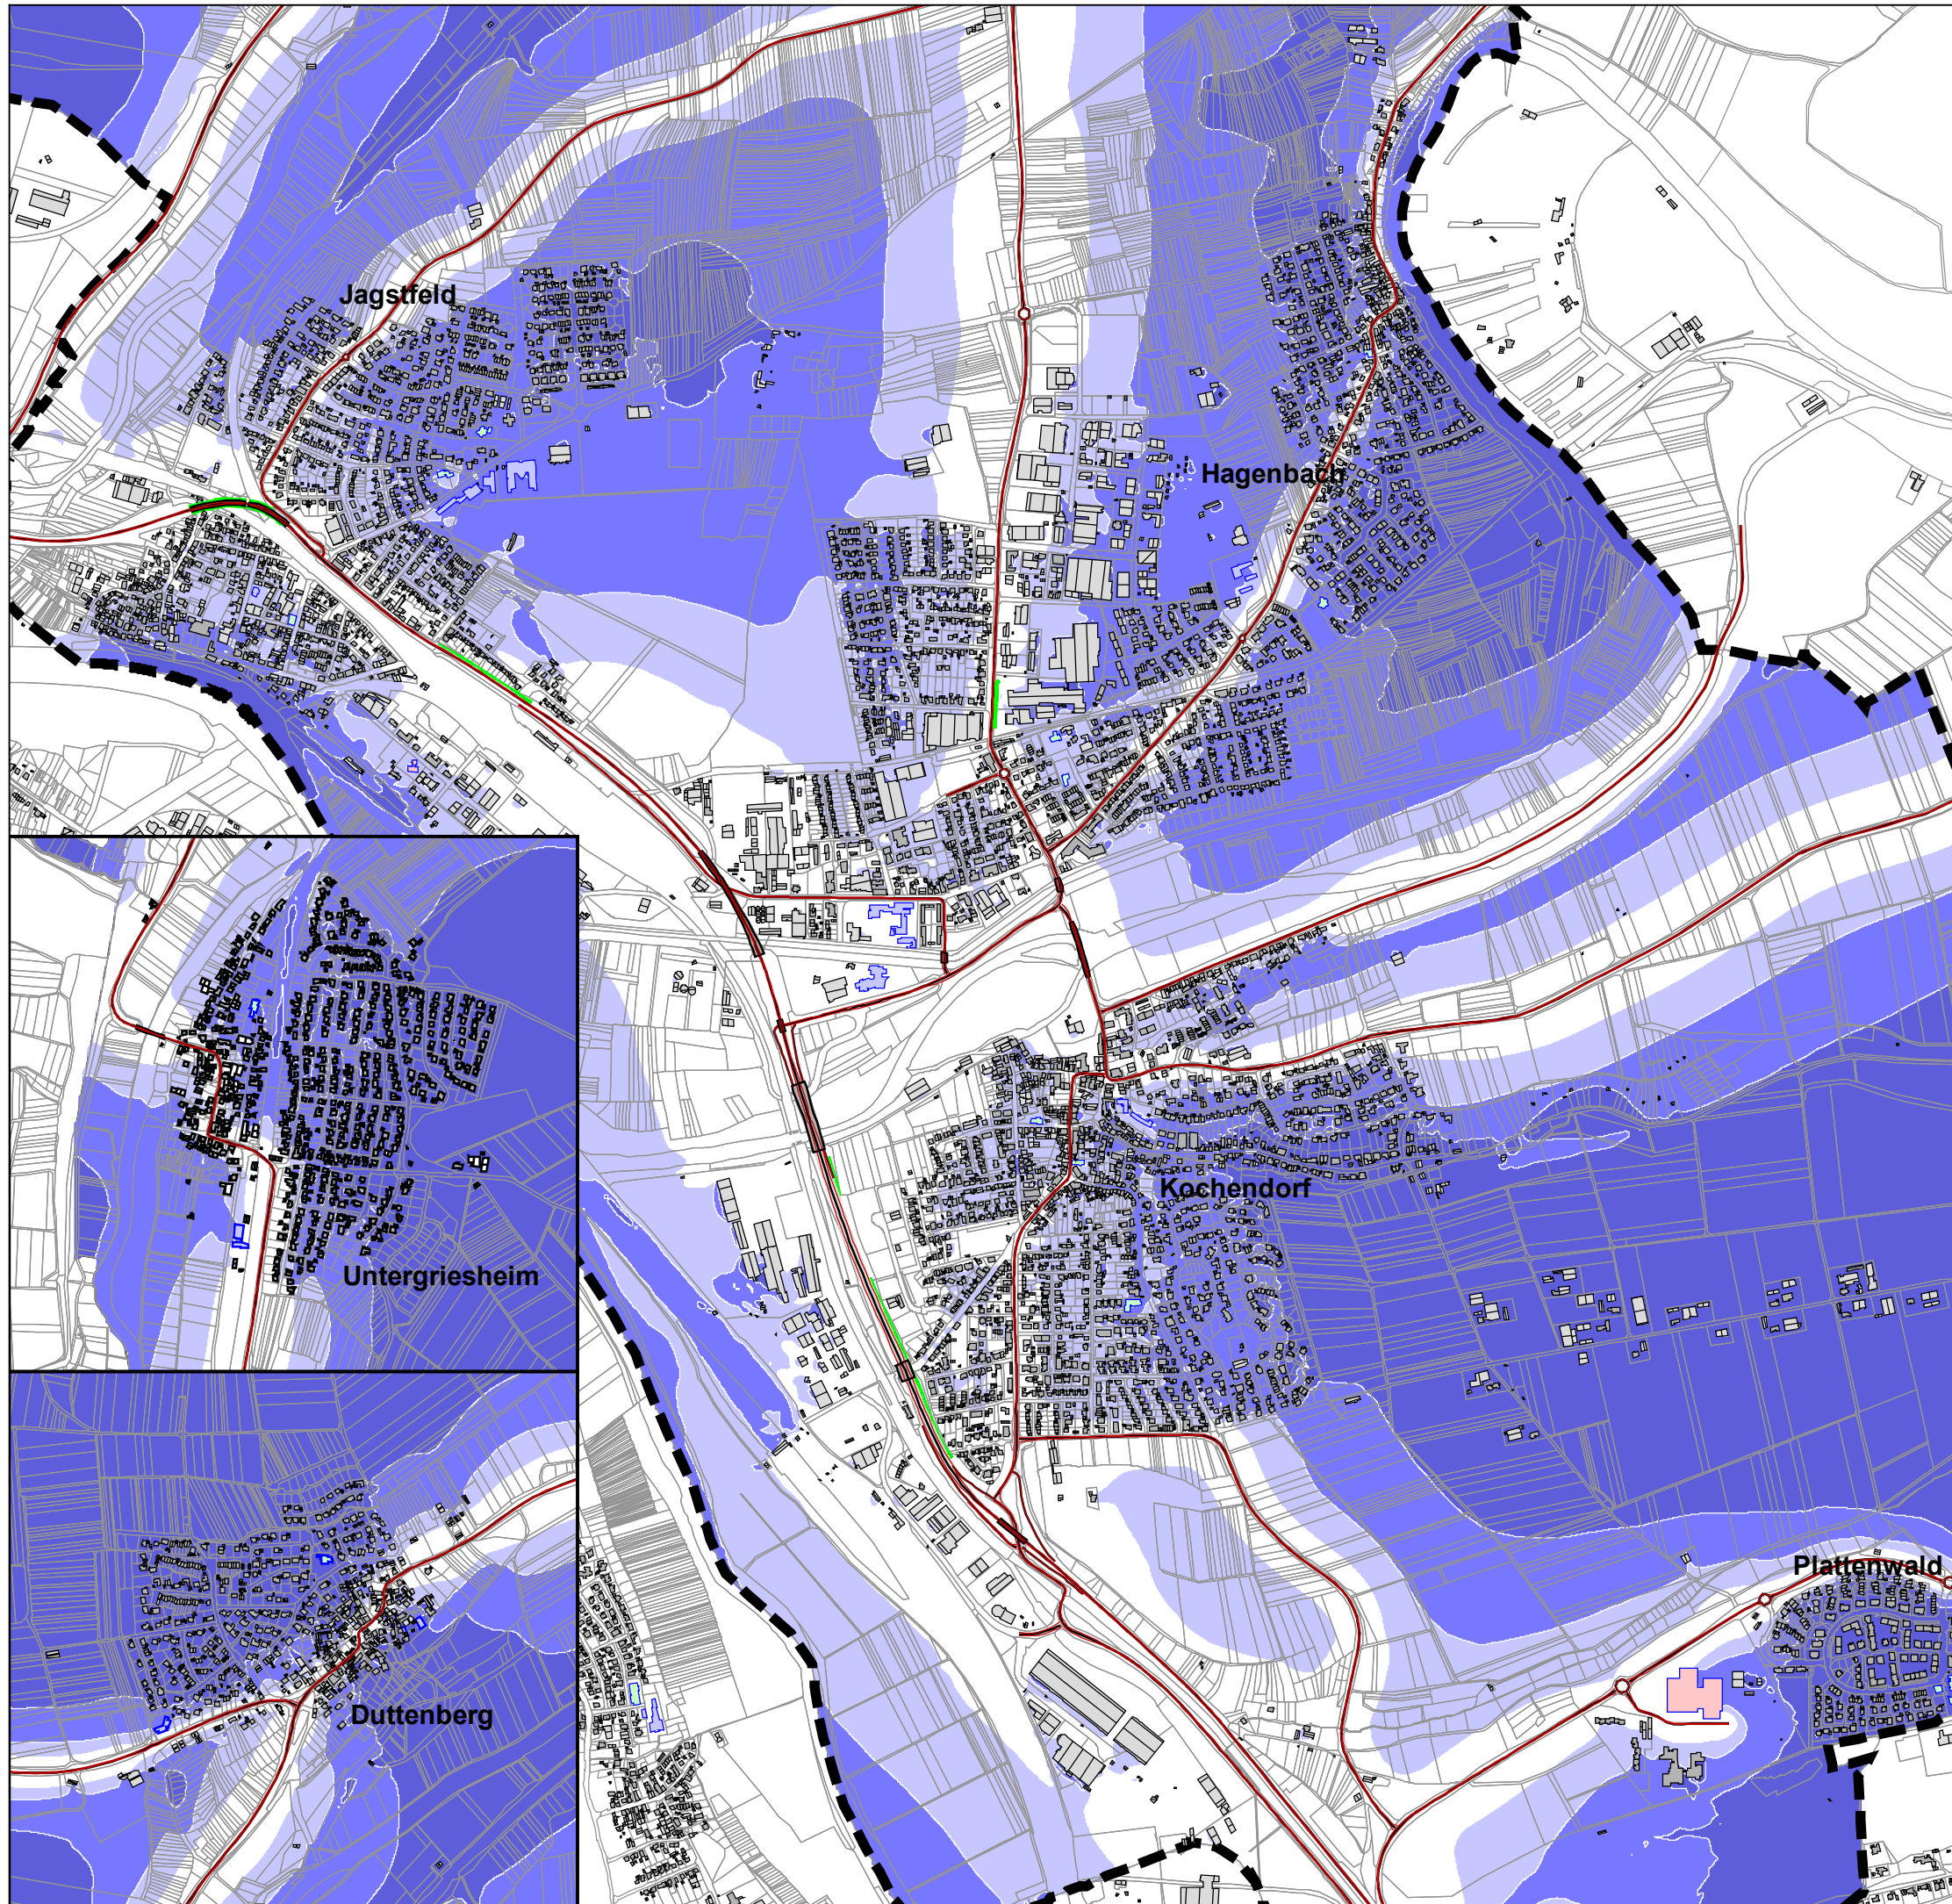 Jagstfeld
Hagenbach
Kochendorf
Untergriesheim
Plattenwald
Duttenberg